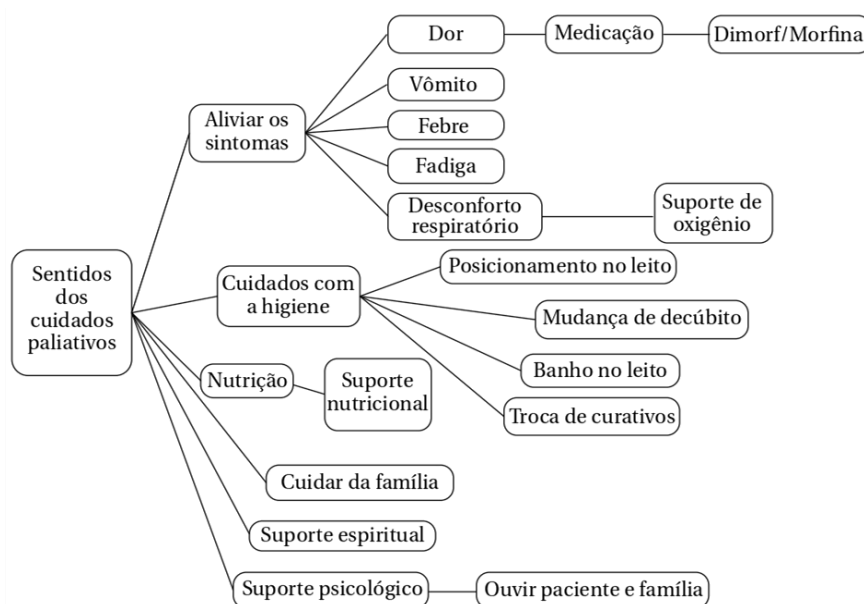 Dor
Medicação
Dimorf/Morfina
Vômito
Aliviar os
sintomas
Febre
Fadiga
Desconforto
respiratório
Suporte de
oxigênio
Sentidos
dos
cuidados
paliativos
Cuidados com
a higiene
Posicionamento no leito
Mudança de decúbito
Banho no leito
Troca de curativos
Nutrição
Suporte
nutricional
Cuidar da família
Suporte espiritual
Suporte psicológico
Ouvir paciente e família